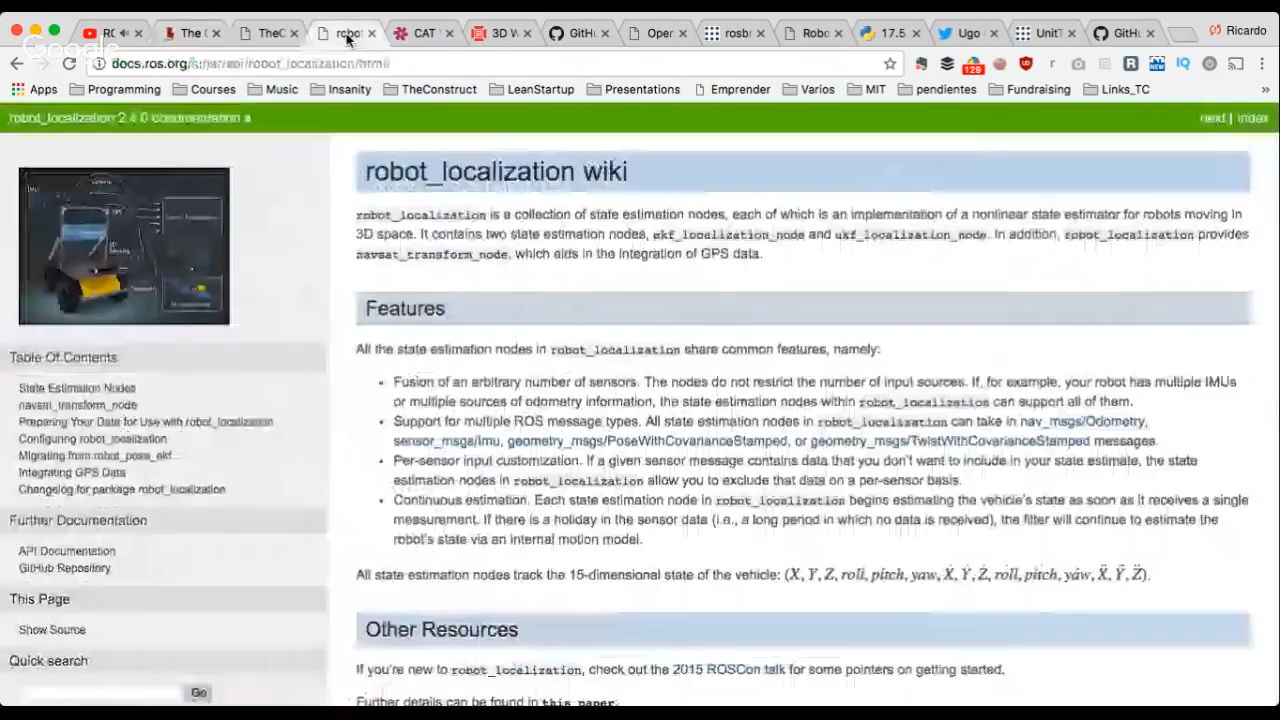 RO
The C
TheC
robo
CAT
3D W
GitHu
Open
rosbr
Robo
17.5
Ugo
UnitT
GitHu
Ricardo
Google
docs.ros.org
/robot_localization/html/
Apps
Programming
Courses
Music
Insanity
TheConstruct
LeanStartup
Presentations
Emprender
Varios
MIT
pendientes
Fundraising
Links_TC
»
robot_localization 2.4.0 documentation »
next | index
robot_localization wiki
robot_localization is a collection of state estimation nodes, each of which is an implementation of a nonlinear state estimator for robots moving in
3D space. It contains two state estimation nodes, ekf_localization_node and ukf_localization_node. In addition, robot_localization provides
navsat_transform_node, which aids in the integration of GPS data.
Features
All the state estimation nodes in robot_localization share common features, namely:
• Fusion of an arbitrary number of sensors. The nodes do not restrict the number of input sources. If, for example, your robot has multiple IMUs
or multiple sources of odometry information, the state estimation nodes within robot_localization can support all of them.
• Support for multiple ROS message types. All state estimation nodes in robot_localization can take in nav_msgs/Odometry,
sensor_msgs/Imu, geometry_msgs/PoseWithCovarianceStamped, or geometry_msgs/TwistWithCovarianceStamped messages.
• Per-sensor input customization. If a given sensor message contains data that you don't want to include in your state estimate, the state
estimation nodes in robot_localization allow you to exclude that data on a per-sensor basis.
• Continuous estimation. Each state estimation node in robot_localization begins estimating the vehicle's state as soon as it receives a single
measurement. If there is a holiday in the sensor data (i.e., a long period in which no data is received), the filter will continue to estimate the
robot's state via an internal motion model.
All state estimation nodes track the 15-dimensional state of the vehicle: (X, Y, Z, roll, pitch, yaw, Ẋ, Ẏ, Ż, roll̇, pitcḣ, yaẇ, Ẍ, Ÿ, Z̈).
Other Resources
If you're new to robot_localization, check out the 2015 ROSCon talk for some pointers on getting started.
Further details can be found in this paper:
Table Of Contents
State Estimation Nodes
navsat_transform_node
Preparing Your Data for Use with robot_localization
Configuring robot_localization
Migrating from robot_pose_ekf
Integrating GPS Data
Changelog for package robot_localization
Further Documentation
API Documentation
GitHub Repository
This Page
Show Source
Quick search
Go